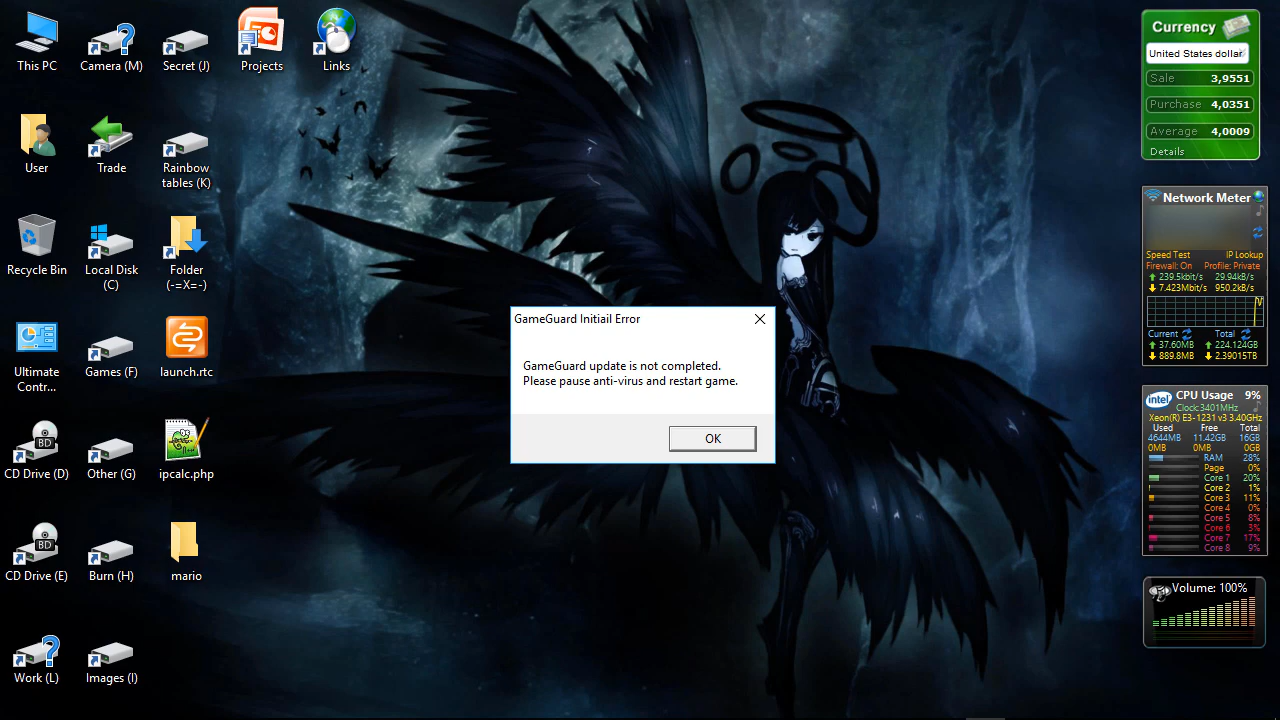 This PC
Camera (M)
Secret (J)
Projects
Links
User
Trade
Rainbow
tables (K)
Recycle Bin
Local Disk
(C)
Folder
(-=X=-)
Ultimate
Contr...
Games (F)
launch.rtc
BD
CD Drive (D)
Other (G)
ipcalc.php
BD
CD Drive (E)
Burn (H)
mario
Work (L)
Images (I)
GameGuard Initiail Error
GameGuard update is not completed.
Please pause anti-virus and restart game.
OK
Currency
United States dollar
Sale 3,9551
Purchase 4,0351
Average 4,0009
Details
Network Meter
Speed Test IP Lookup
Firewall: On Profile: Private
239.5kbit/s 29.94kB/s
7.423Mbit/s 950.2kB/s
Current Total
37.60MB 224.124GB
889.8MB 2.39015TB
intel CPU Usage 9%
Clock: 3401MHz
Xeon(R) E3-1231 v3 3.40GHz
Used Free Total
4644MB 11.42GB 16GB
0MB 0MB 0GB
RAM 28%
Page 0%
Core 1 20%
Core 2 1%
Core 3 11%
Core 4 0%
Core 5 8%
Core 6 3%
Core 7 17%
Core 8 9%
Volume: 100%